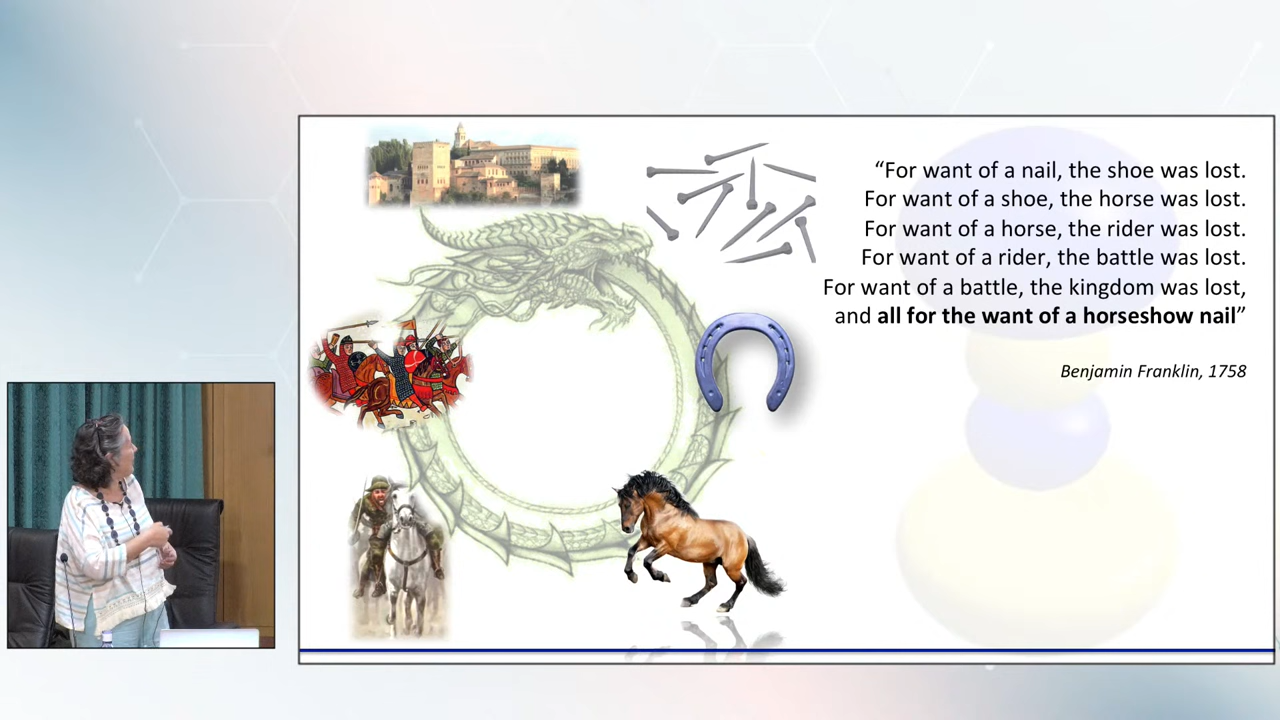 “For want of a nail, the shoe was lost.
For want of a shoe, the horse was lost.
For want of a horse, the rider was lost.
For want of a rider, the battle was lost.
For want of a battle, the kingdom was lost,
and all for the want of a horseshow nail”
Benjamin Franklin, 1758